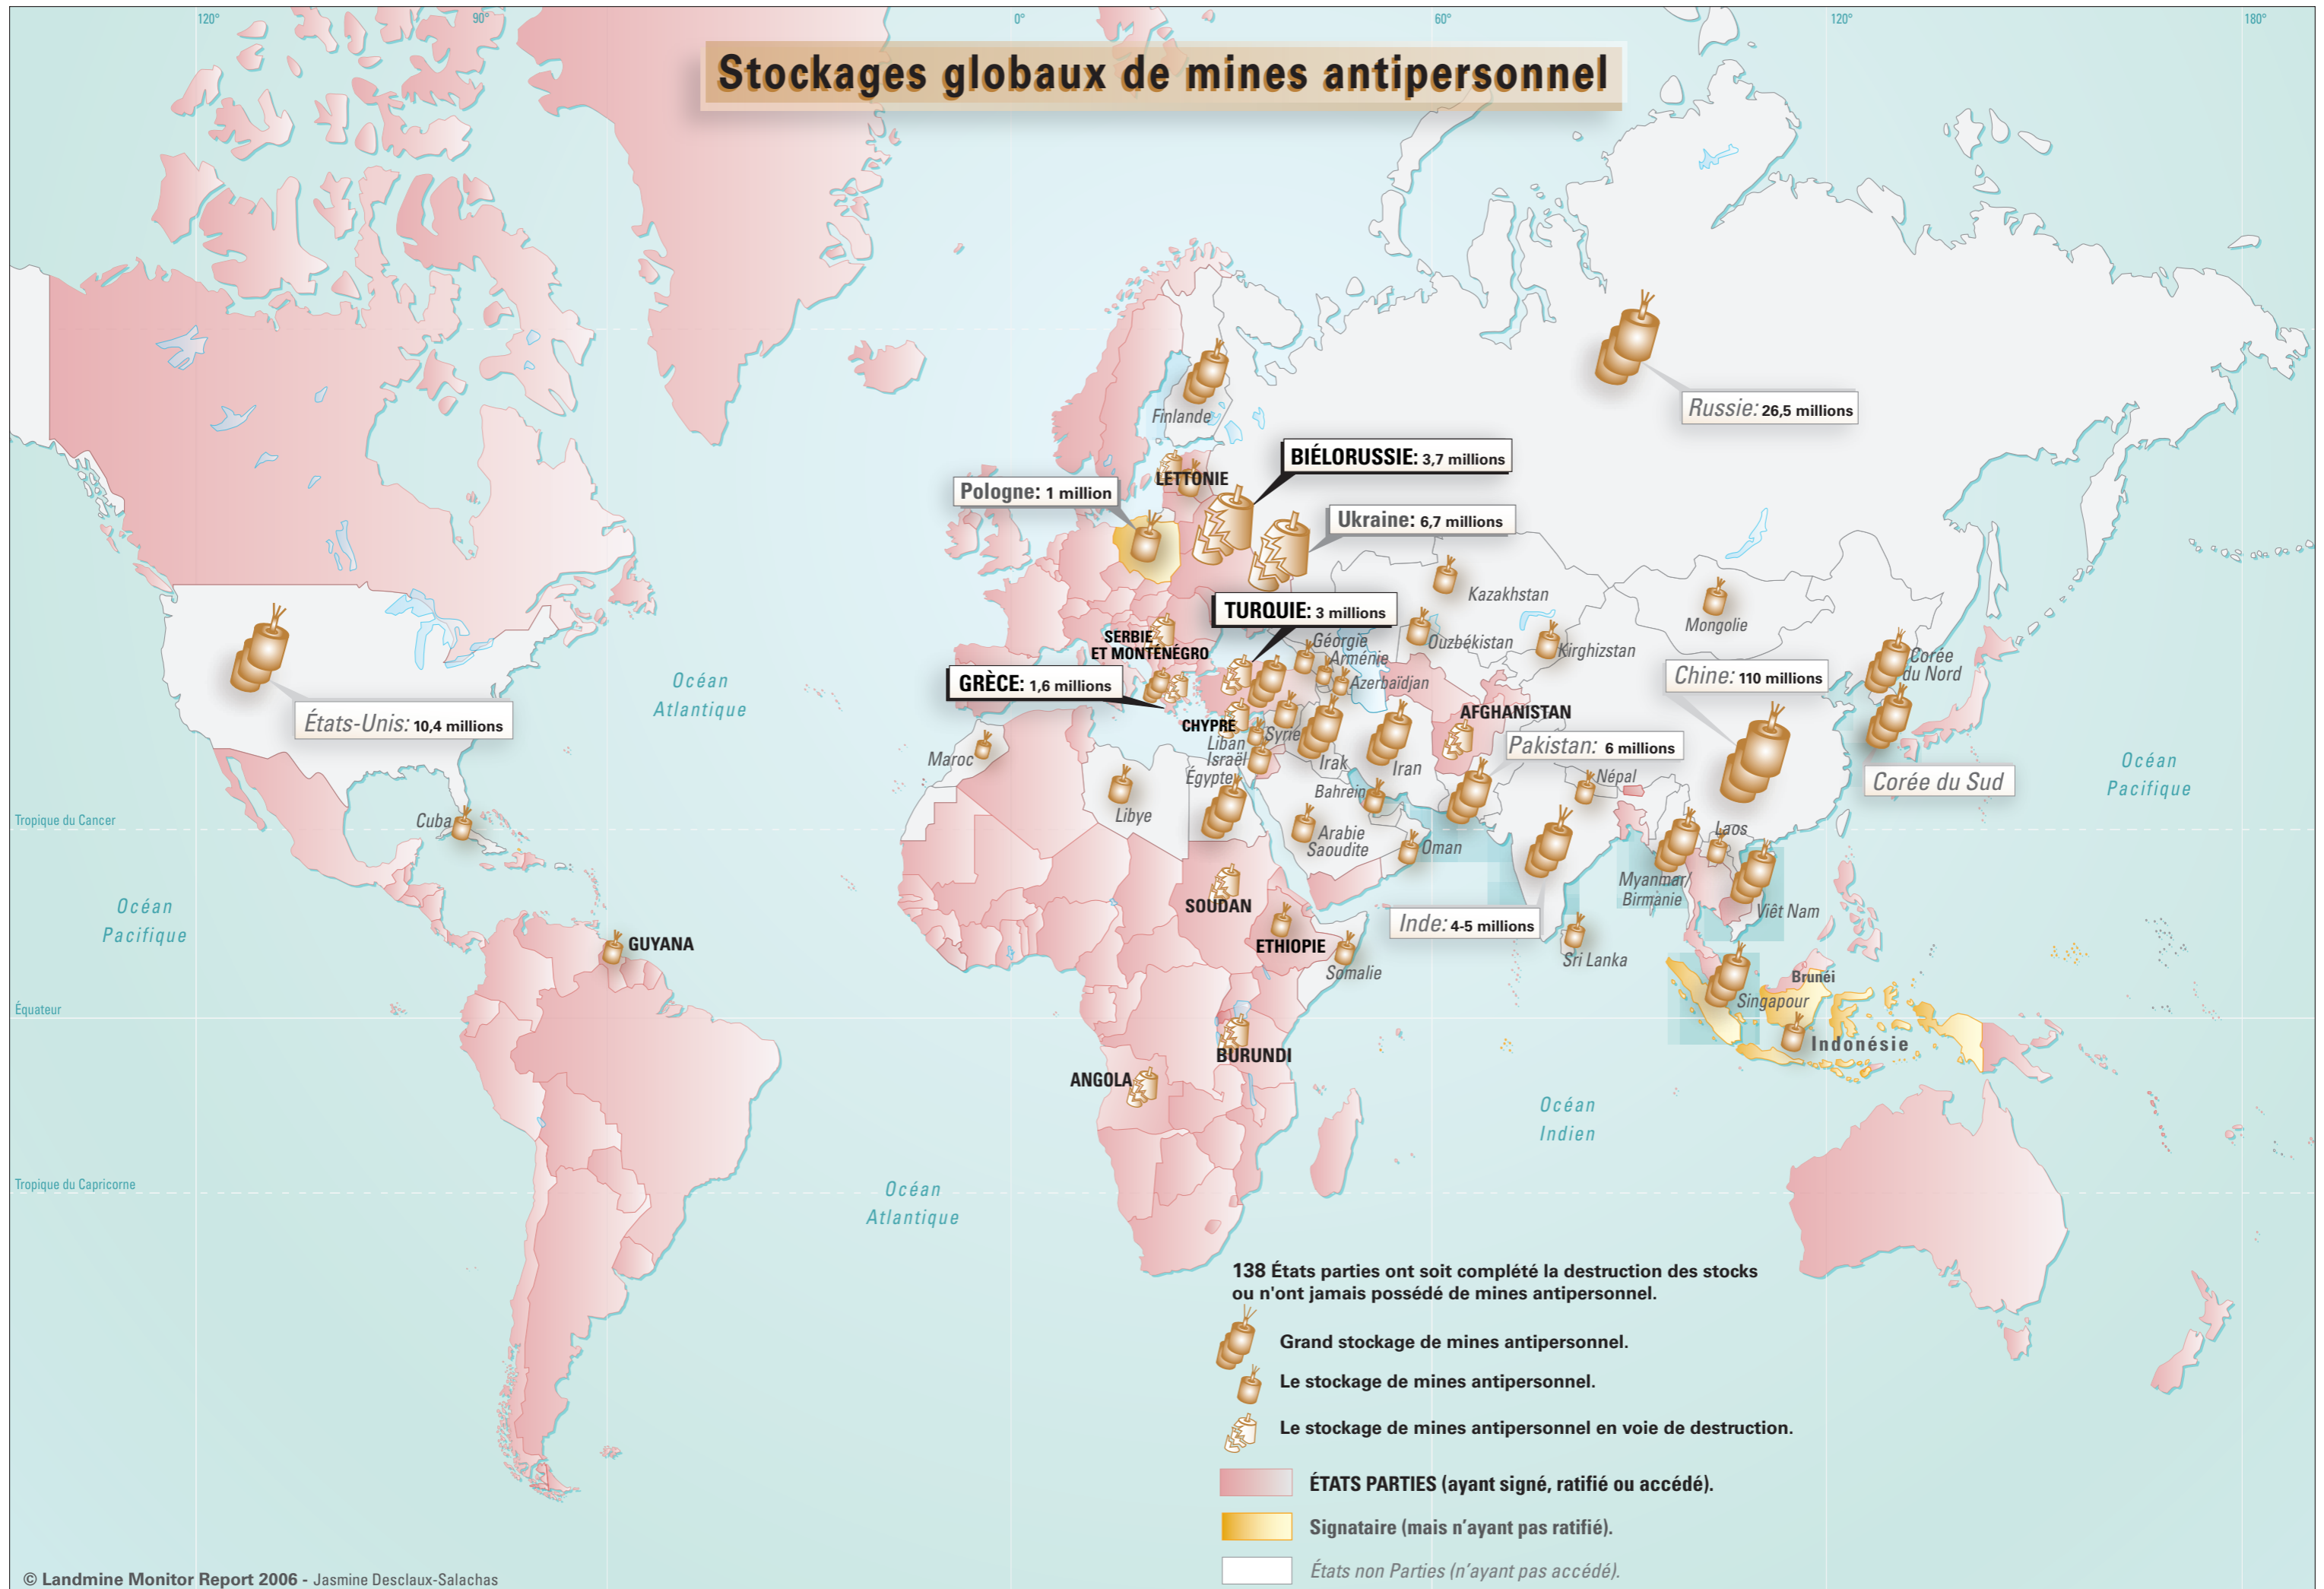 120°
90°
0°
60°
120°
180°
Stockages globaux de mines antipersonnel
Russie: 26,5 millions
Finlande
BIÉLORUSSIE: 3,7 millions
LETTONIE
Pologne: 1 million
Ukraine: 6,7 millions
Kazakhstan
TURQUIE: 3 millions
Mongolie
SERBIE
ET MONTÉNÉGRO
Géorgie
Arménie
Ouzbékistan
Kirghizstan
Corée
du Nord
Chine: 110 millions
GRÈCE: 1,6 millions
Azerbaïdjan
Océan
Atlantique
États-Unis: 10,4 millions
CHYPRE
AFGHANISTAN
Liban
Syrie
Pakistan: 6 millions
Maroc
Israël
Irak
Iran
Égypte
Népal
Corée du Sud
Océan
Pacifique
Bahreïn
Libye
Cuba
Tropique du Cancer
Arabie
Saoudite
Oman
Laos
Myanmar/
Birmanie
Océan
Pacifique
SOUDAN
Viêt Nam
Inde: 4-5 millions
GUYANA
ETHIOPIE
Sri Lanka
Somalie
Brunéi
Singapour
Équateur
Indonésie
BURUNDI
ANGOLA
Océan
Indien
Tropique du Capricorne
Océan
Atlantique
138 États parties ont soit complété la destruction des stocks
ou n'ont jamais possédé de mines antipersonnel.
Grand stockage de mines antipersonnel.
Le stockage de mines antipersonnel.
Le stockage de mines antipersonnel en voie de destruction.
ÉTATS PARTIES (ayant signé, ratifié ou accédé).
Signataire (mais n'ayant pas ratifié).
États non Parties (n'ayant pas accédé).
© Landmine Monitor Report 2006 - Jasmine Desclaux-Salachas